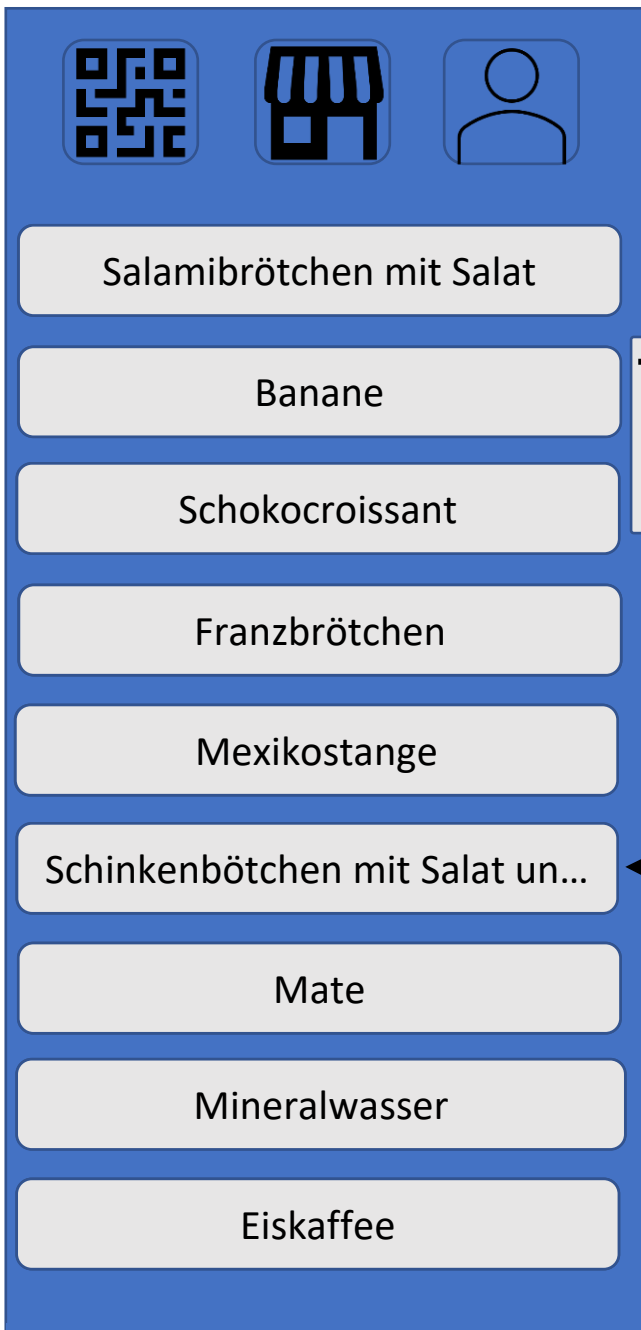 Salamibrötchen mit Salat
Banane
Schokocroissant
Franzbrötchen
Mexikostange
Schinkenbötchen mit Salat un...
Mate
Mineralwasser
Eiskaffee